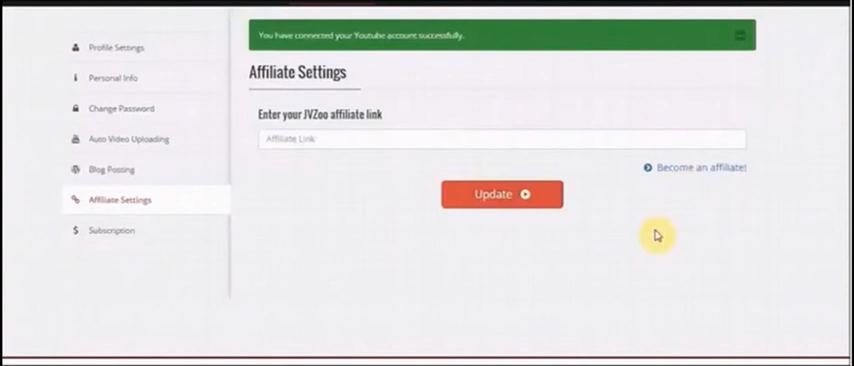 You have connected your Youtube account successfully.
Profile Settings
Personal Info
Change Password
Auto Video Uploading
Blog Posting
Affiliate Settings
Subscription
Affiliate Settings
Enter your JVZoo affiliate link
Affiliate Link
Become an affiliate!
Update